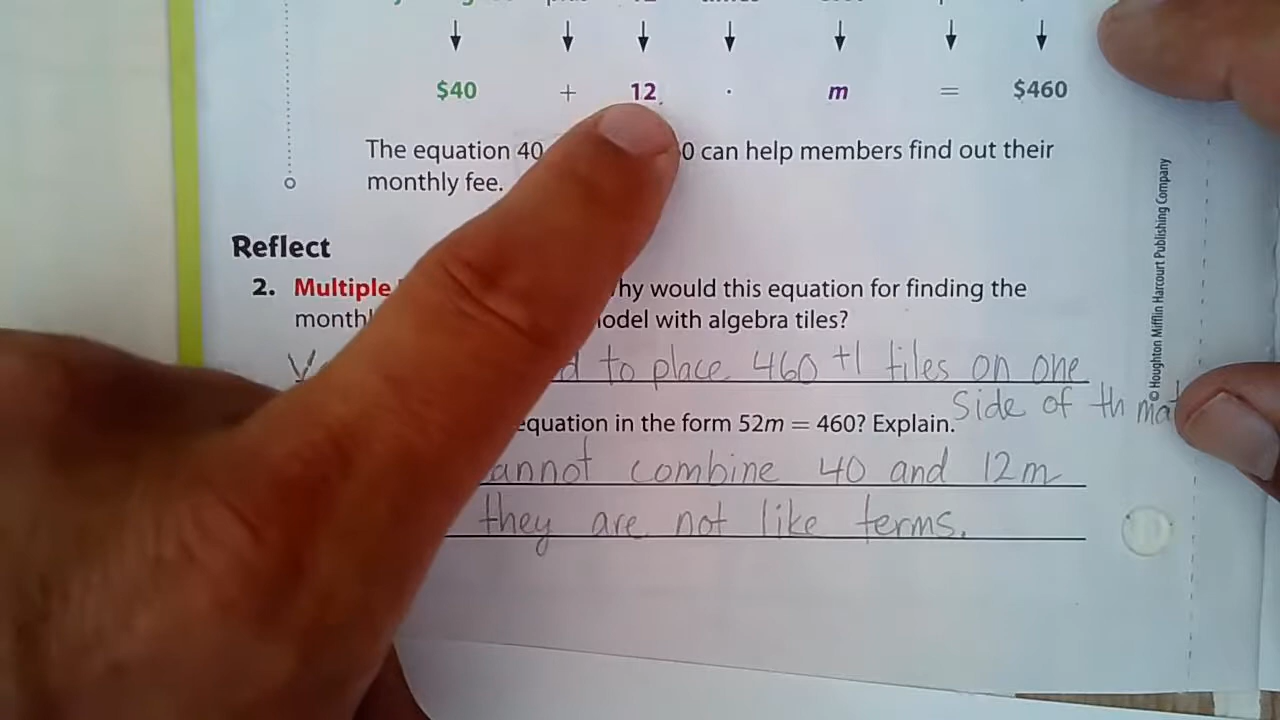 $40 + 12 · m = $460
The equation 40 0 can help members find out their
monthly fee.
Reflect
2. Multiple hy would this equation for finding the
month odel with algebra tiles?
d to place 460 +1 tiles on one
side of th mat
equation in the form 52m = 460? Explain.
annot combine 40 and 12m
they are not like terms.
© Houghton Mifflin Harcourt Publishing Company